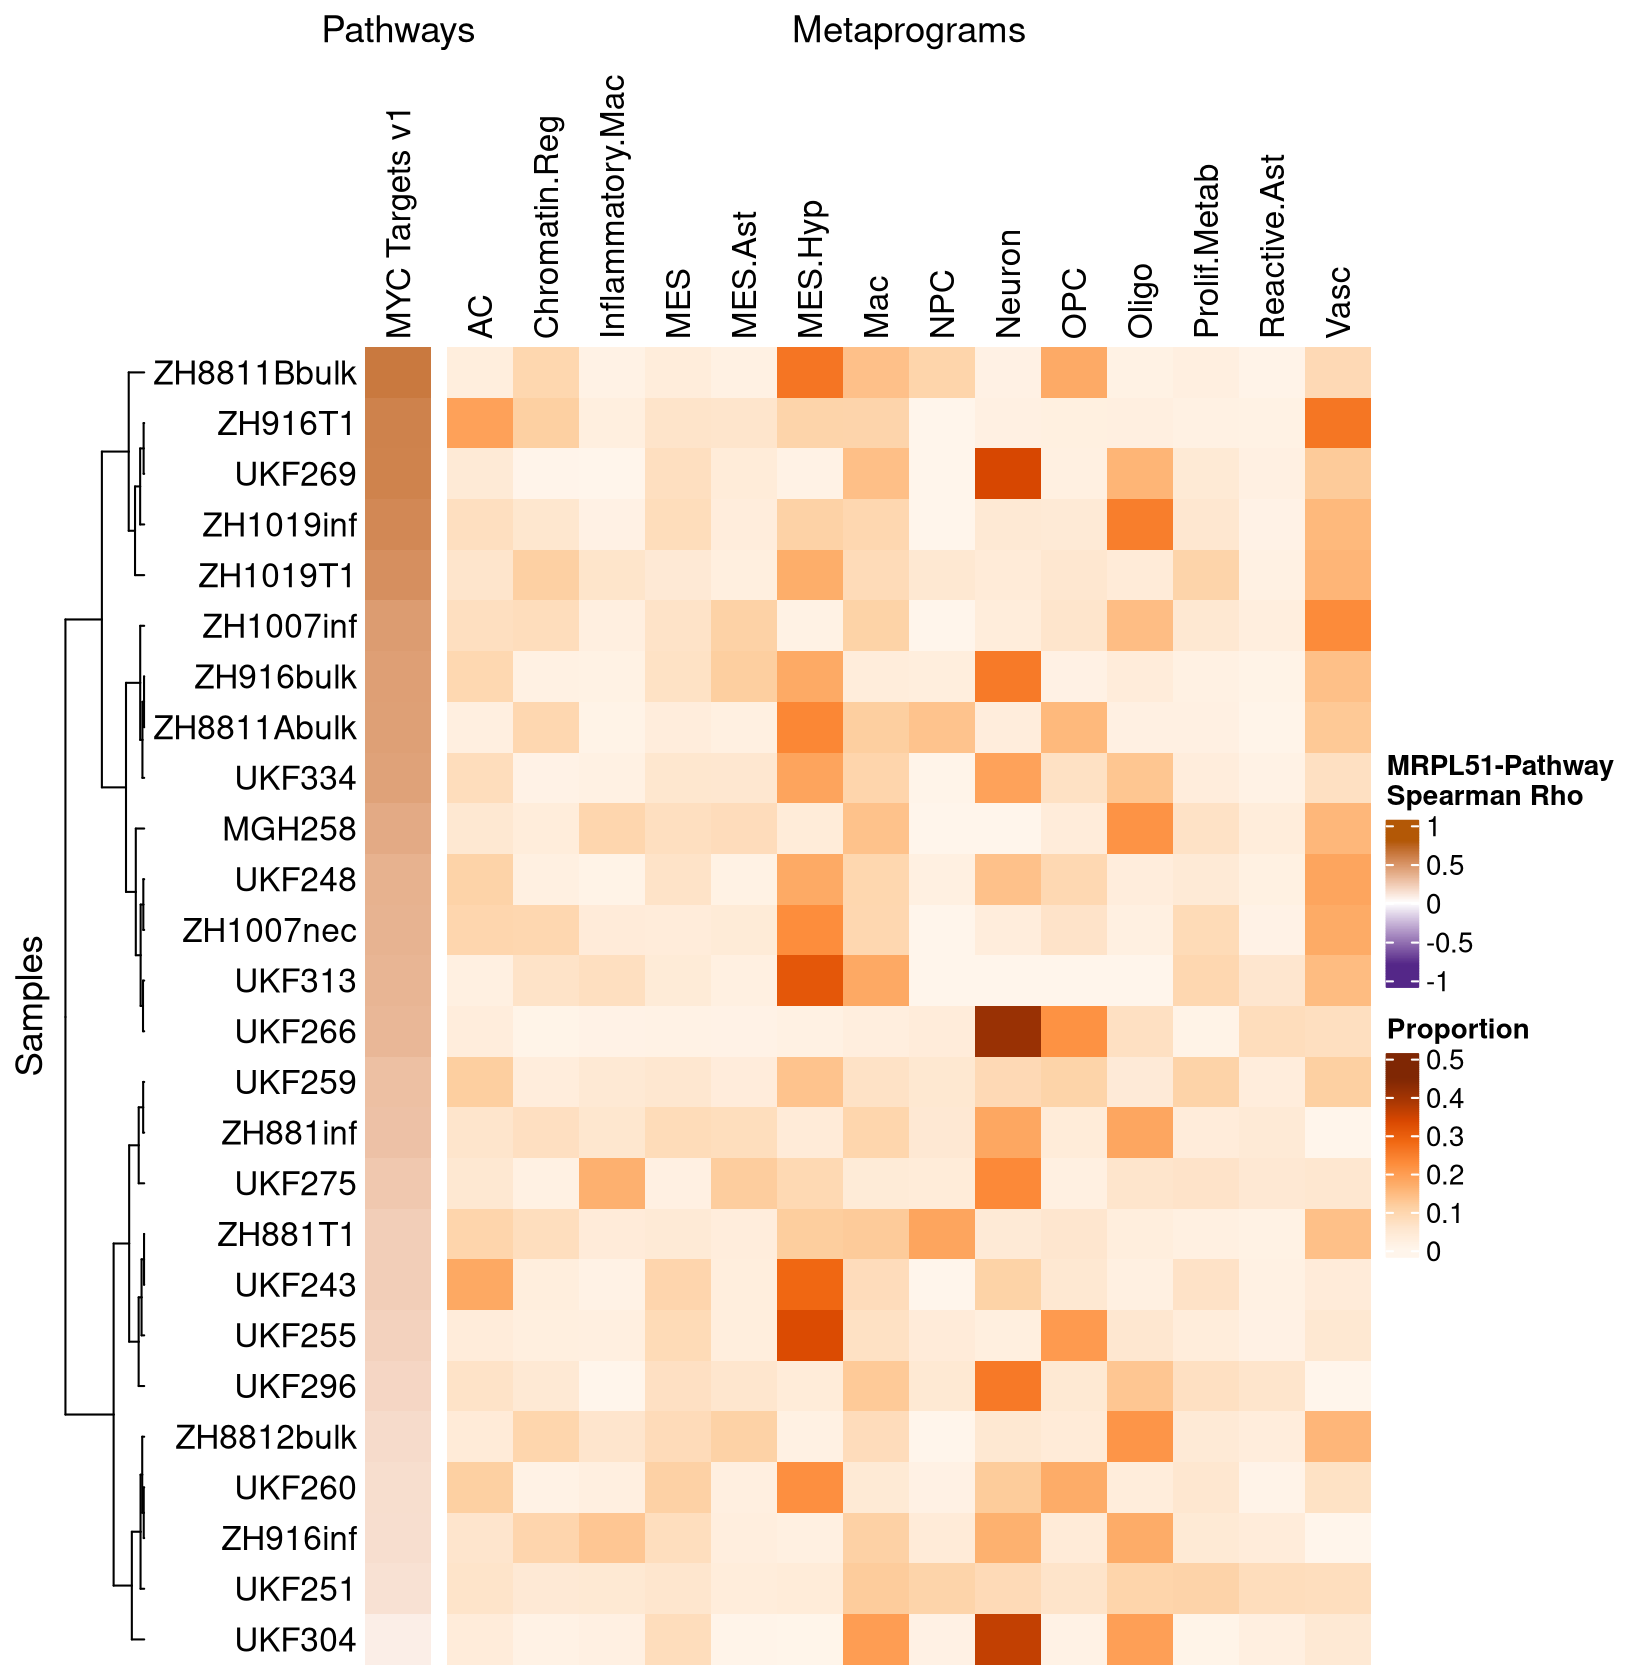 Pathways
Metaprograms
MYC Targets v1
AC
Chromatin.Reg
Inflammatory.Mac
MES
MES.Ast
MES.Hyp
Mac
NPC
Neuron
OPC
Oligo
Prolif.Metab
Reactive.Ast
Vasc
Samples
ZH8811Bbulk
ZH916T1
UKF269
ZH1019inf
ZH1019T1
ZH1007inf
ZH916bulk
ZH8811Abulk
UKF334
MGH258
UKF248
ZH1007nec
UKF313
UKF266
UKF259
ZH881inf
UKF275
ZH881T1
UKF243
UKF255
UKF296
ZH8812bulk
UKF260
ZH916inf
UKF251
UKF304
MRPL51-Pathway
Spearman Rho
1
0.5
0
-0.5
-1
Proportion
0.5
0.4
0.3
0.2
0.1
0